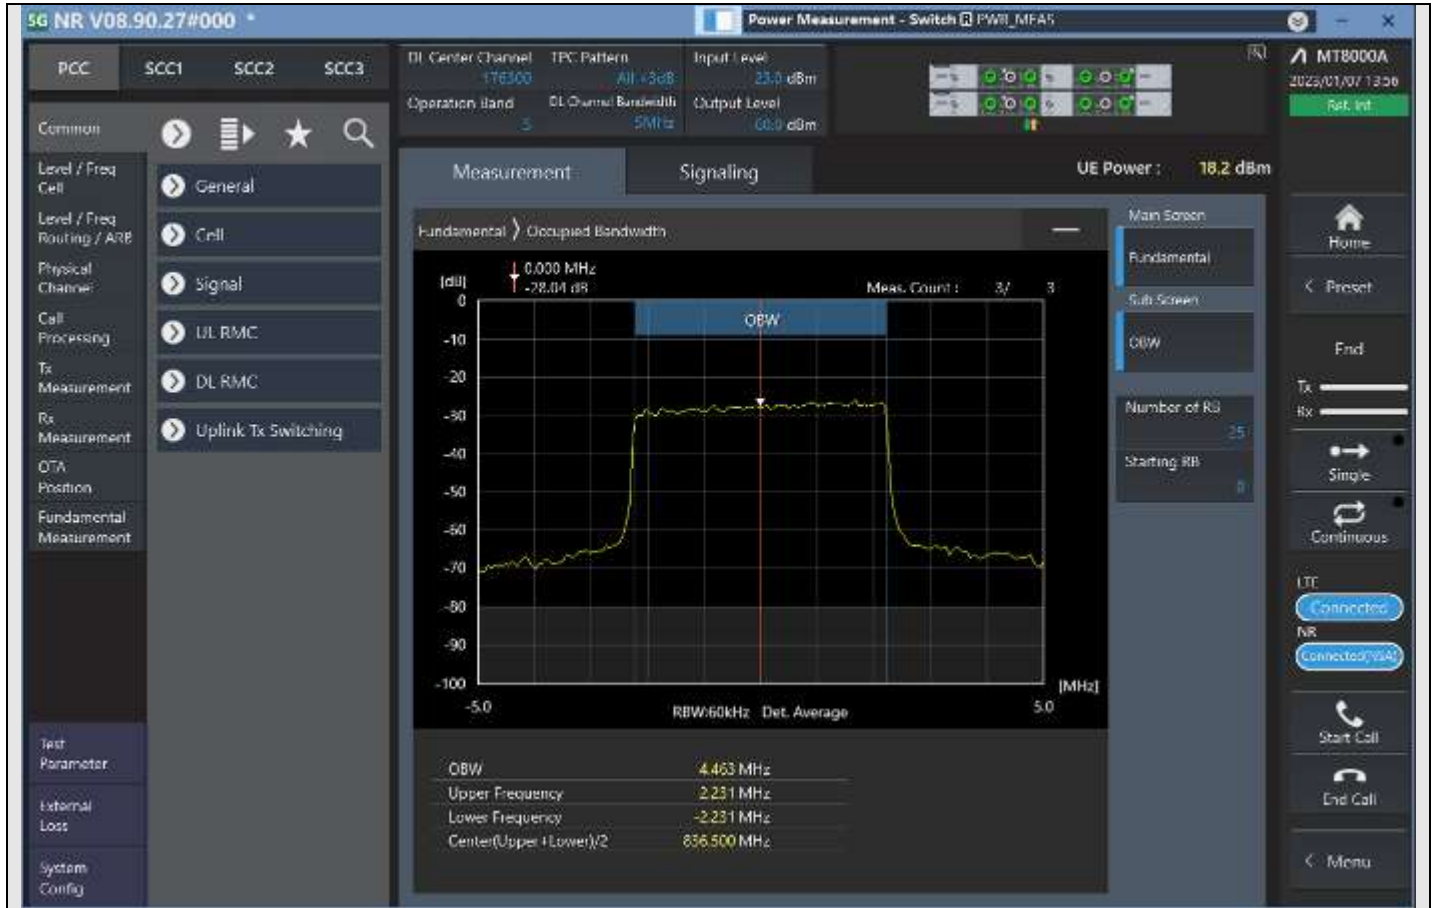 5G NR V08.90.27#000 *
Power Measurement - Switch PWR_MEAS
PCC
SCC1
SCC2
SCC3
DL Center Channel
176300
TPC Pattern
All +3dB
Input Level
23.0 dBm
Operation Band
5
DL Channel Bandwidth
5MHz
Output Level
dBm
MT8000A
2023/01/07 13:56
Ref. Int
Common
Level / Freq
Cell
Level / Freq
Routing / ARB
Physical
Channel
Call
Processing
Tx
Measurement
Rx
Measurement
OTA
Position
Fundamental
Measurement
Test
Parameter
External
Loss
System
Config
General
Cell
Signal
UL RMC
DL RMC
Uplink Tx Switching
Measurement
Signaling
UE Power : 18.2 dBm
Fundamental
Occupied Bandwidth
[dB]
0.000 MHz
-28.04 dB
Meas. Count : 3/ 3
OBW
0
-10
-20
-30
-40
-50
-60
-70
-80
-90
-100
-5.0
RBW:60kHz Det. Average
5.0
[MHz]
OBW 4.463 MHz
Upper Frequency 2.231 MHz
Lower Frequency -2.231 MHz
Center(Upper+Lower)/2 836.500 MHz
Main Screen
Fundamental
Sub Screen
OBW
Number of RB
25
Starting RB
0
Home
< Preset
End
Tx
Rx
Single
Continuous
LTE
Connected
NR
Connected(NSA)
Start Call
End Call
< Menu